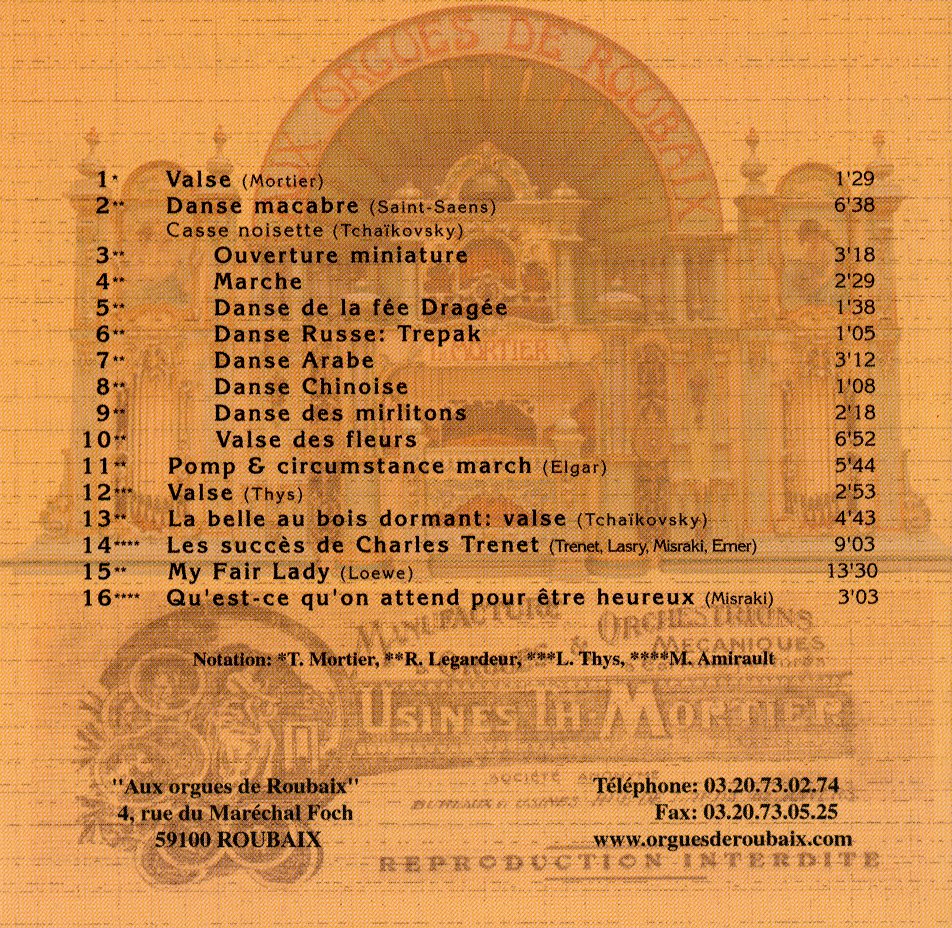 AUX ORGUES DE ROUBAIX
1* Valse (Mortier) 1'29
2** Danse macabre (Saint-Saens) 6'38
Casse noisette (Tchaïkovsky)
3** Ouverture miniature 3'18
4** Marche 2'29
5** Danse de la fêe Dragée 1'38
6** Danse Russe: Trepak 1'05
T. MORTIER
7** Danse Arabe 3'12
8** Danse Chinoise 1'08
9** Danse des mirlitons 2'18
10** Valse des fleurs 6'52
11** Pomp & circumstance march (Elgar) 5'44
12*** Valse (Thys) 2'53
13** La belle au bois dormant: valse (Tchaïkovsky) 4'43
14**** Les succès de Charles Trenet (Trenet, Lasry, Misraki, Emer) 9'03
15** My Fair Lady (Loewe) 13'30
16**** Qu'est-ce qu'on attend pour être heureux (Misraki) 3'03
MANUFACTURE
& ORCHESTRIONS
MECANIQUES
Notation: *T. Mortier, **R. Legardeur, ***L. Thys, ****M. Amirault
USINES TH. MORTIER
SOCIÉTÉ
"Aux orgues de Roubaix" Téléphone: 03.20.73.02.74
BUREAUX & USINES
4, rue du Maréchal Foch Fax: 03.20.73.05.25
59100 ROUBAIX www.orguesderoubaix.com
REPRODUCTION INTERDITE